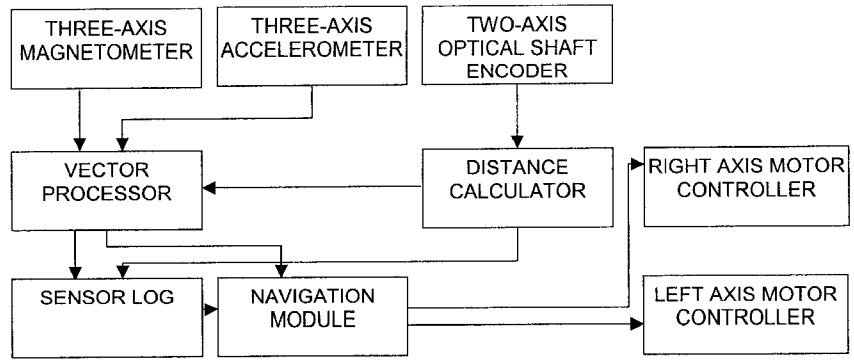 THREE-AXIS
MAGNETOMETER
THREE-AXIS
ACCELEROMETER
TWO-AXIS
OPTICAL SHAFT
ENCODER
VECTOR
PROCESSOR
DISTANCE
CALCULATOR
RIGHT AXIS MOTOR
CONTROLLER
SENSOR LOG
NAVIGATION
MODULE
LEFT AXIS MOTOR
CONTROLLER